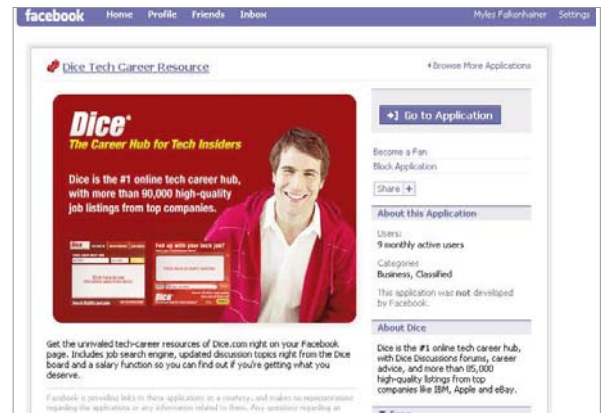 facebook Home Profile Friends Inbox Myles Falkenhainer Settings
Dice Tech Career Resource
Browse More Applications
Dice
The Career Hub for Tech Insiders
Dice is the #1 online tech career hub,
with more than 90,000 high-quality
job listings from top companies.
Dice
Fed up with your tech job?
Dice
Get the unrivaled tech-career resources of Dice.com right on your Facebook
page. Includes job search engine, updated discussion topics right from the Dice
board and a salary function so you can find out if you're getting what you
deserve.
Facebook is providing links to these applications as a courtesy, and makes no representations
regarding the applications or any information related to them. Any questions regarding an
Go to Application
Become a Fan
Block Application
Share +
About this Application
Users:
9 monthly active users
Categories
Business, Classified
This application was not developed
by Facebook.
About Dice
Dice is the #1 online tech career hub,
with Dice Discussions forums, career
advice, and more than 85,000
high-quality listings from top
companies like IBM, Apple and eBay.